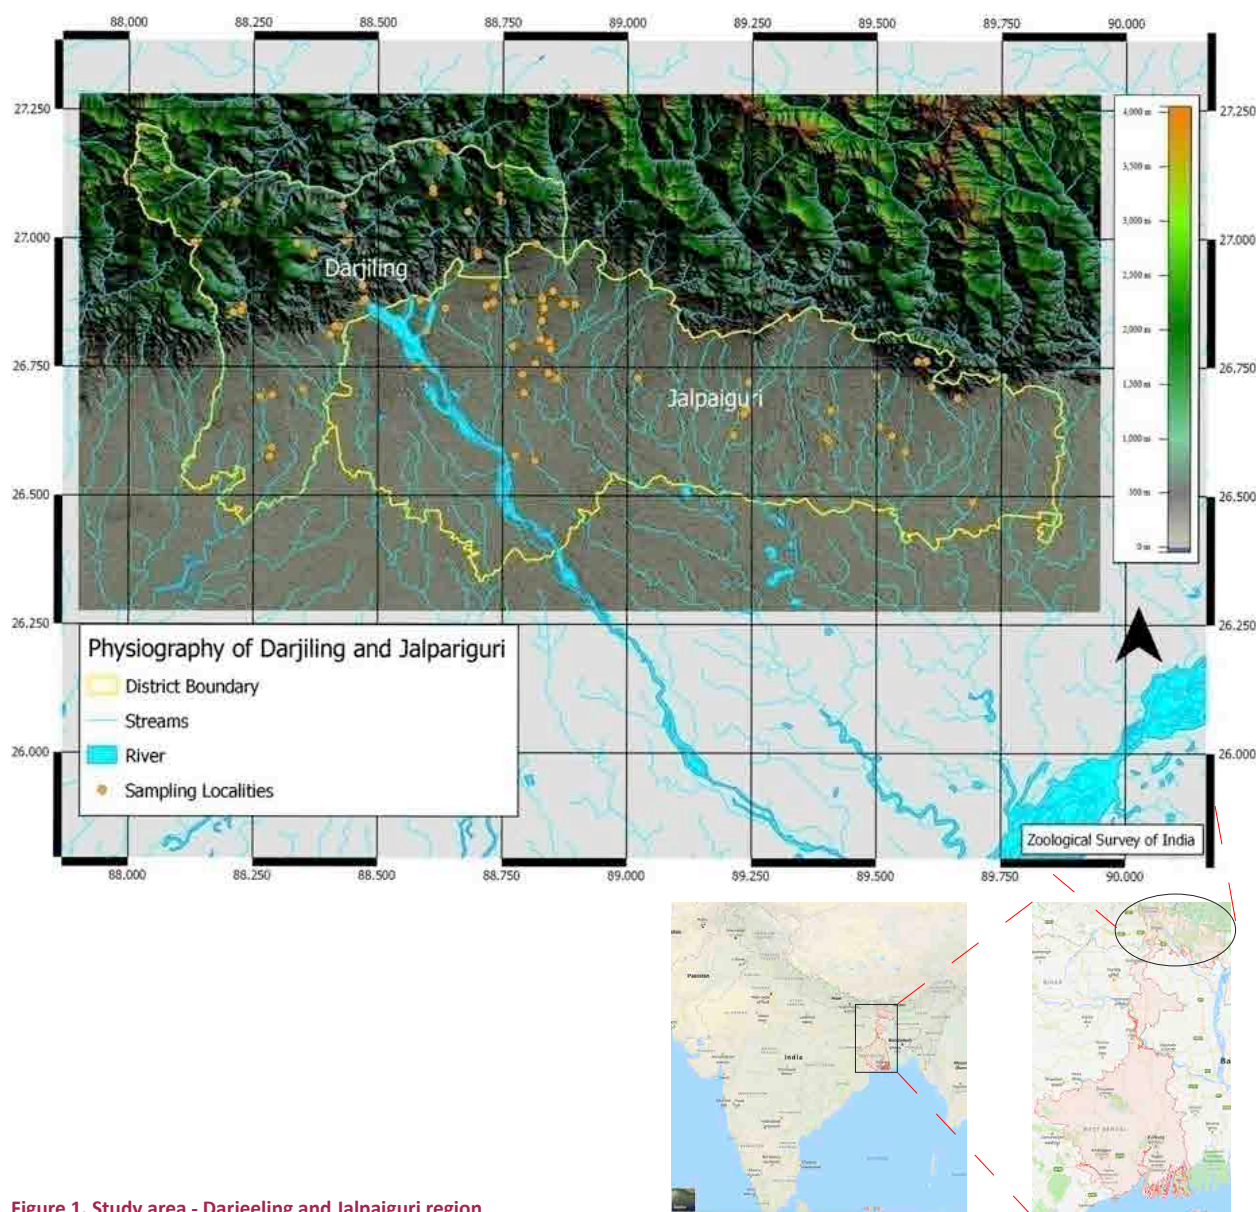 88.000 88.250 88.500 88.750 89.000 89.250 89.500 89.750 90.000
27.250 27.250
27.000 27.000
26.750 26.750
26.500 26.500
26.250 26.250
26.000 26.000
4,000 m
3,500 m
3,000 m
2,500 m
2,000 m
1,500 m
1,000 m
500 m
0 m
Darjiling
Jalpaiguri
Physiography of Darjiling and Jalpariguri
District Boundary
Streams
River
Sampling Localities
Zoological Survey of India
88.000 88.250 88.500 88.750 89.000 89.250 89.500 89.750 90.000
Pakistan
India
BIHAR
WEST BENGAL
Ba
Figure 1. Study area - Darjeeling and Jalpaiguri region